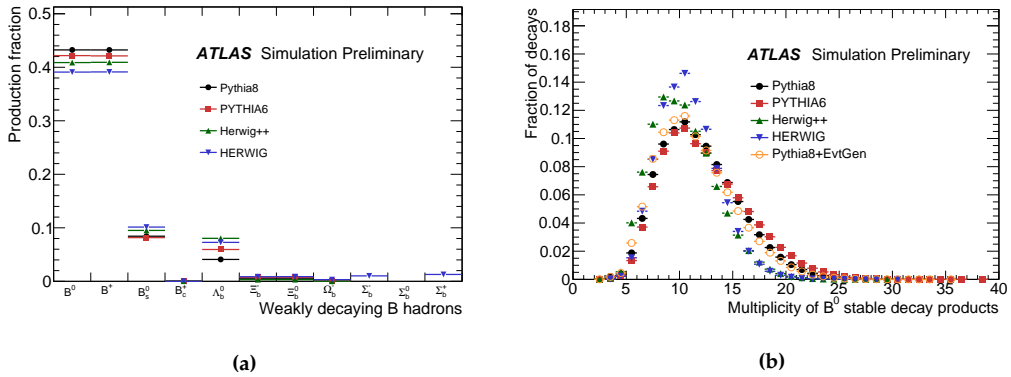 Production fraction
0.5
0.4
0.3
0.2
0.1
0
ATLAS Simulation Preliminary
Pythia8
PYTHIA6
Herwig++
HERWIG
B⁰ B⁺ B⁰ₛ B⁺c Λ⁰b Ξ⁻b Ξ⁰b Ω⁻b Σ⁻b Σ⁰b Σ⁺b
Weakly decaying B hadrons
(a)
Fraction of decays
0.18
0.16
0.14
0.12
0.1
0.08
0.06
0.04
0.02
0
ATLAS Simulation Preliminary
Pythia8
PYTHIA6
Herwig++
HERWIG
Pythia8+EvtGen
0 5 10 15 20 25 30 35 40
Multiplicity of B⁰ stable decay products
(b)